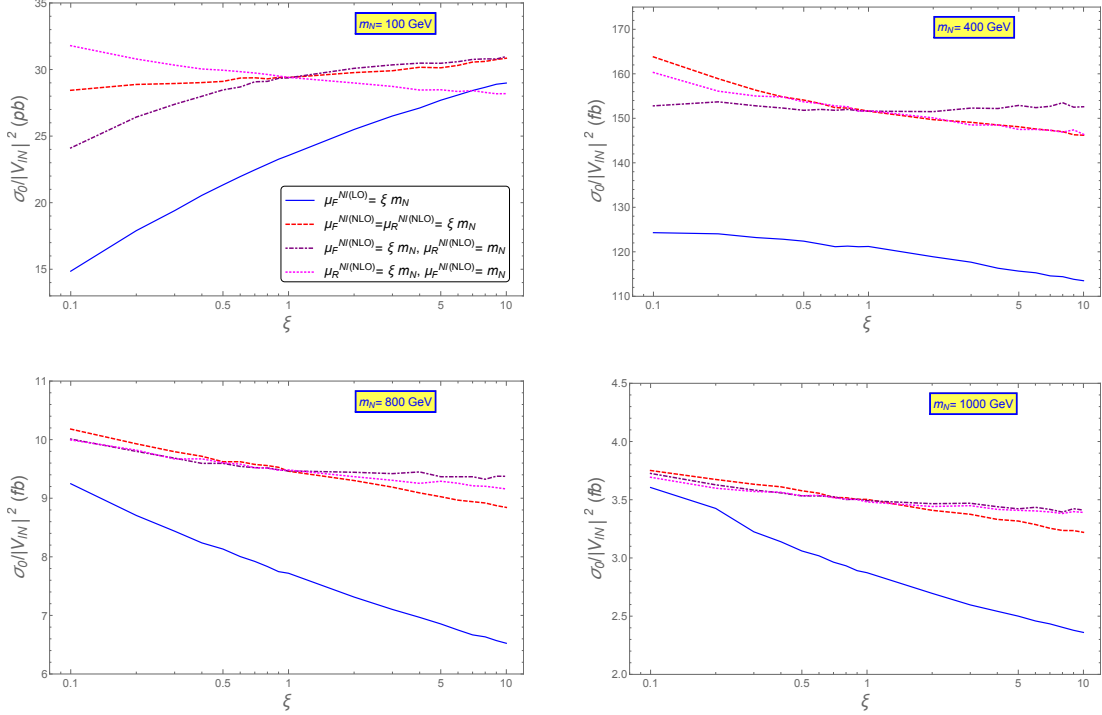 m_N= 100 GeV
35
30
25
20
15
0.1 0.5 1 5 10
ξ
σ₀/|V_lN|² (pb)
μ_F^{Nl(LO)}= ξ m_N
μ_F^{Nl(NLO)}=μ_R^{Nl(NLO)}= ξ m_N
μ_F^{Nl(NLO)}= ξ m_N, μ_R^{Nl(NLO)}= m_N
μ_R^{Nl(NLO)}= ξ m_N, μ_F^{Nl(NLO)}= m_N
m_N= 400 GeV
170
160
150
140
130
120
110
0.1 0.5 1 5 10
ξ
σ₀/|V_lN|² (fb)
m_N= 800 GeV
11
10
9
8
7
6
0.1 0.5 1 5 10
ξ
σ₀/|V_lN|² (fb)
m_N= 1000 GeV
4.5
4.0
3.5
3.0
2.5
2.0
0.1 0.5 1 5 10
ξ
σ₀/|V_lN|² (fb)